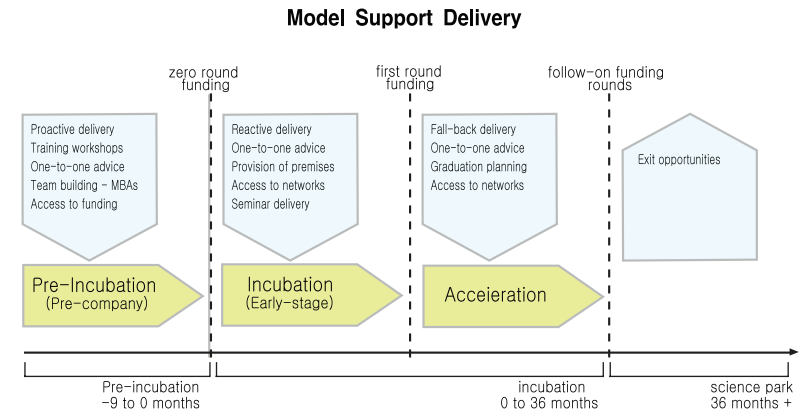 Model Support Delivery
zero round
funding
first round
funding
follow-on funding
rounds
Proactive delivery
Training workshops
One-to-one advice
Team building - MBAs
Access to funding
Reactive delivery
One-to-one advice
Provision of premises
Access to networks
Seminar delivery
Fall-back delivery
One-to-one advice
Graduation planning
Access to networks
Exit opportunities
Pre-Incubation
(Pre-company)
Incubation
(Early-stage)
Acceieration
Pre-incubation
-9 to 0 months
incubation
0 to 36 months
science park
36 months +